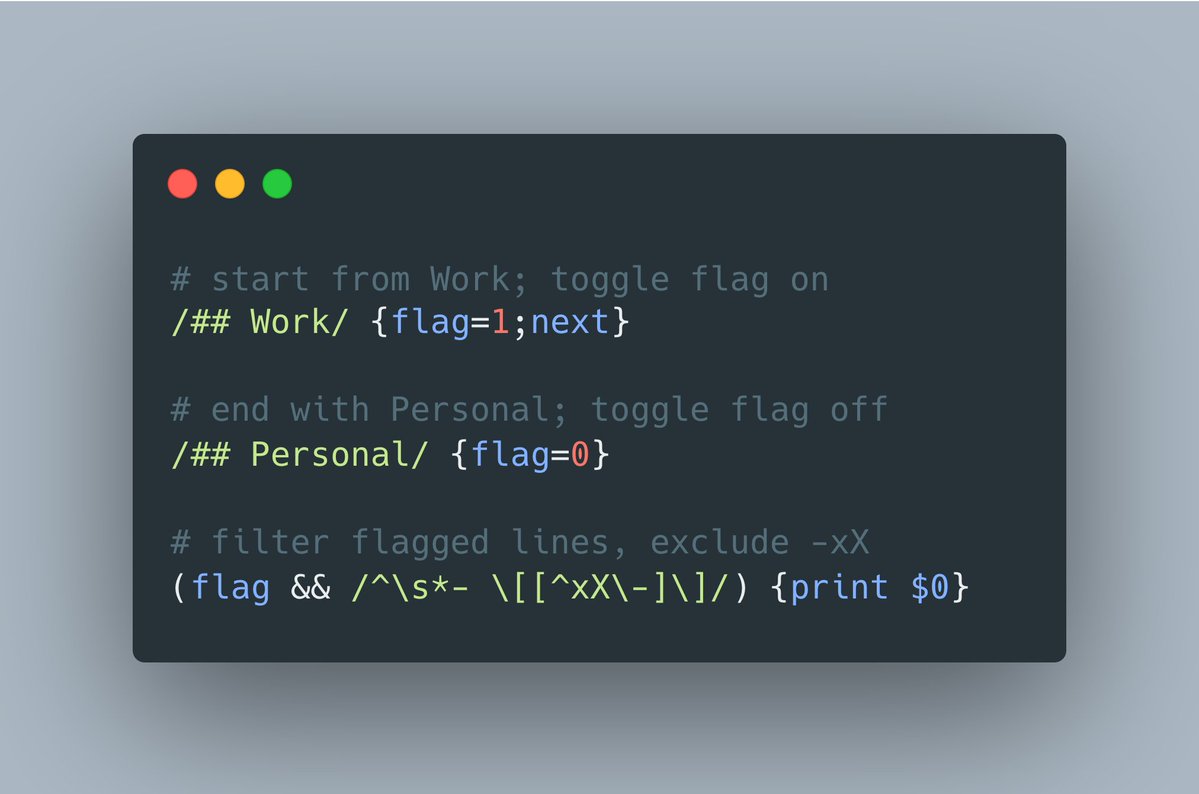 # start from Work; toggle flag on
/## Work/ {flag=1;next}
# end with Personal; toggle flag off
/## Personal/ {flag=0}
# filter flagged lines, exclude -xX
(flag && /^\s*- \[[^xX\-]\]/) {print $0}